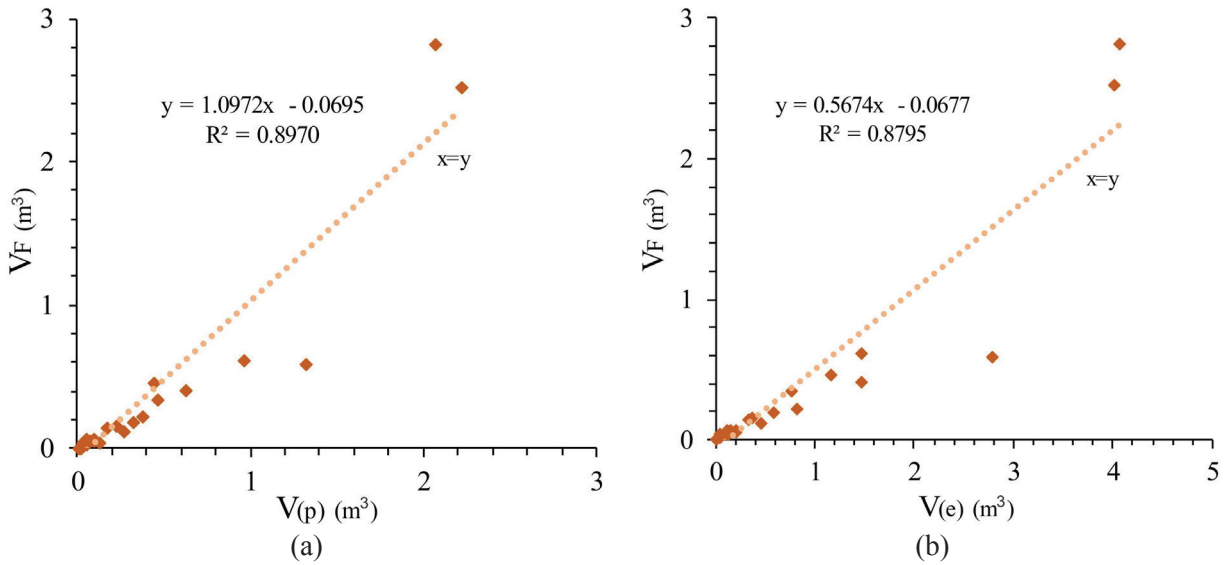 3
2
1
0
0
1
2
3
y = 1.0972x - 0.0695
R² = 0.8970
x=y
VF (m³)
V(p) (m³)
(a)
3
2
1
0
0
1
2
3
4
5
y = 0.5674x - 0.0677
R² = 0.8795
x=y
VF (m³)
V(e) (m³)
(b)